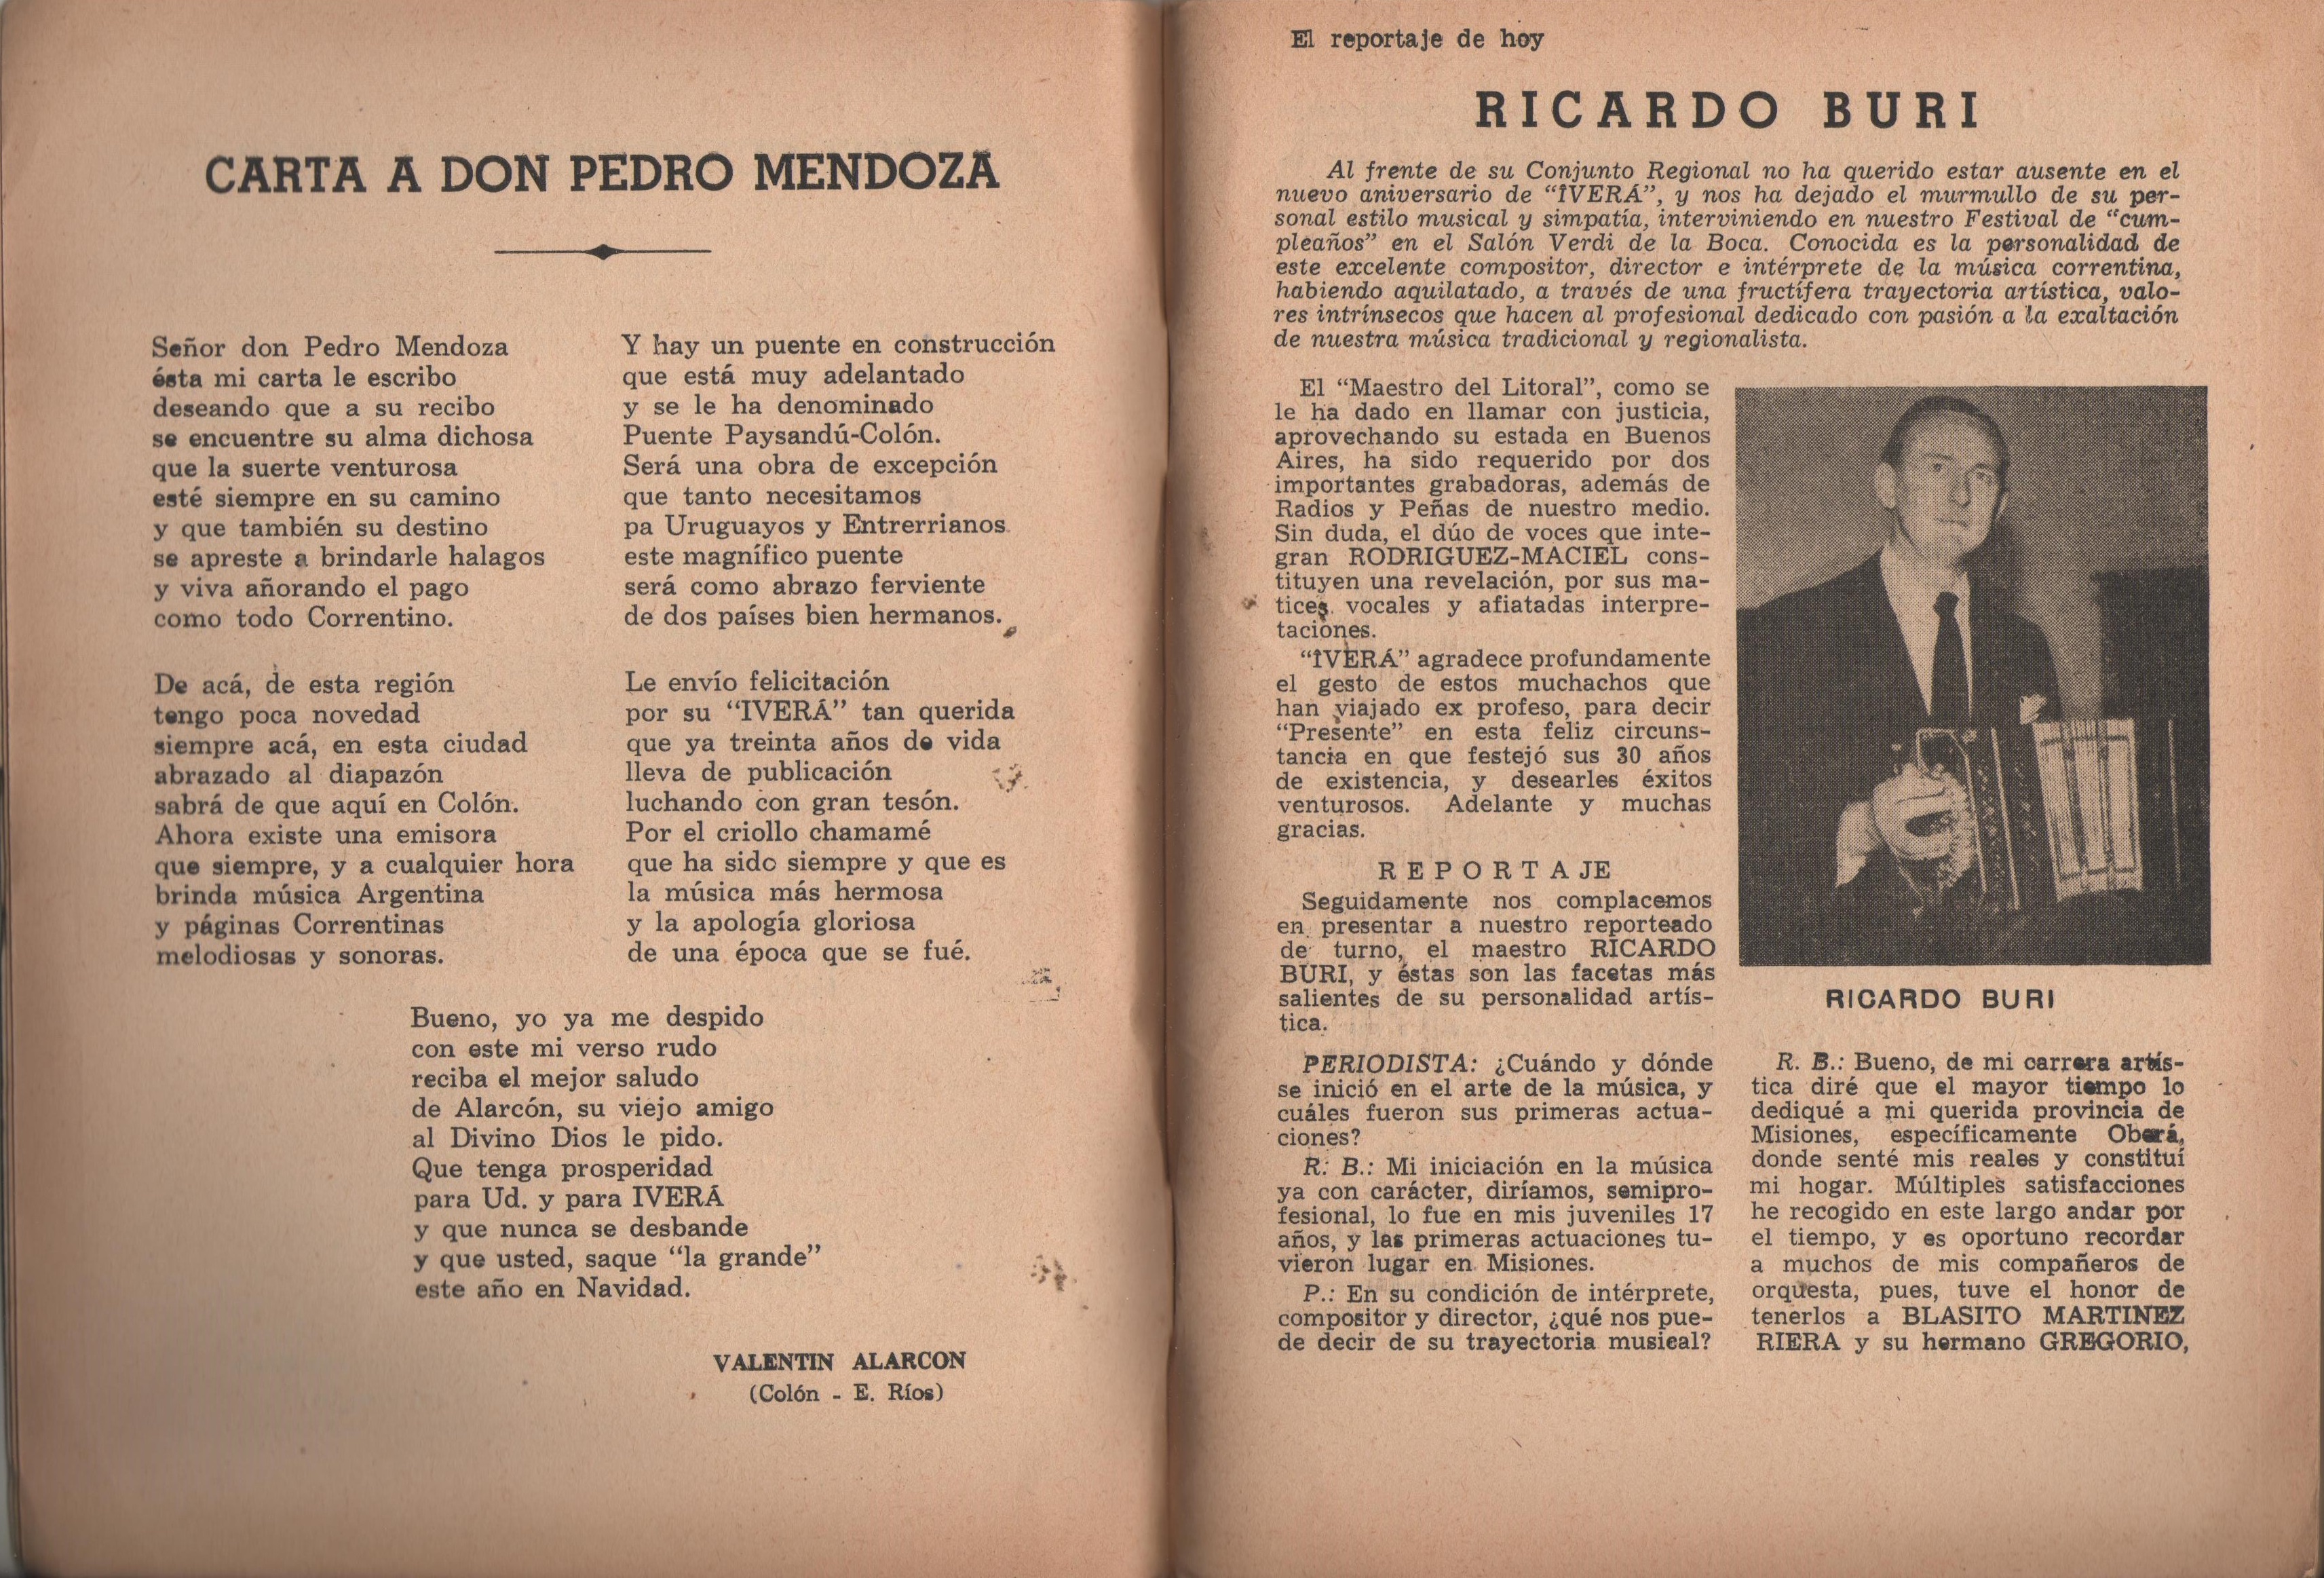 CARTA A DON PEDRO MENDOZA
Señor don Pedro Mendoza
ésta mi carta le escribo
deseando que a su recibo
se encuentre su alma dichosa
que la suerte venturosa
esté siempre en su camino
y que también su destino
se apreste a brindarle halagos
y viva añorando el pago
como todo Correntino.
De acá, de esta región
tengo poca novedad
siempre acá, en esta ciudad
abrazado al diapazón
sabrá de que aquí en Colón.
Ahora existe una emisora
que siempre, y a cualquier hora
brinda música Argentina
y páginas Correntinas
melodiosas y sonoras.
Y hay un puente en construcción
que está muy adelantado
y se le ha denominado
Puente Paysandú-Colón.
Será una obra de excepción
que tanto necesitamos
pa Uruguayos y Entrerrianos
este magnífico puente
será como abrazo ferviente
de dos países bien hermanos.
Le envío felicitación
por su “IVERÁ” tan querida
que ya treinta años de vida
lleva de publicación
luchando con gran tesón.
Por el criollo chamamé
que ha sido siempre y que es
la música más hermosa
y la apología gloriosa
de una época que se fué.
Bueno, yo ya me despido
con este mi verso rudo
reciba el mejor saludo
de Alarcón, su viejo amigo
al Divino Dios le pido.
Que tenga prosperidad
para Ud. y para IVERÁ
y que nunca se desbande
y que usted, saque “la grande”
este año en Navidad.
VALENTIN ALARCON
(Colón - E. Ríos)
El reportaje de hoy
RICARDO BURI
Al frente de su Conjunto Regional no ha querido estar ausente en el
nuevo aniversario de “ÎVERÁ”, y nos ha dejado el murmullo de su per-
sonal estilo musical y simpatía, interviniendo en nuestro Festival de “cum-
pleaños” en el Salón Verdi de la Boca. Conocida es la personalidad de
este excelente compositor, director e intérprete de la música correntina,
habiendo aquilatado, a través de una fructífera trayectoria artística, valo-
res intrínsecos que hacen al profesional dedicado con pasión a la exaltación
de nuestra música tradicional y regionalista.
El “Maestro del Litoral”, como se
le ha dado en llamar con justicia,
aprovechando su estada en Buenos
Aires, ha sido requerido por dos
importantes grabadoras, además de
Radios y Peñas de nuestro medio.
Sin duda, el dúo de voces que inte-
gran RODRIGUEZ-MACIEL cons-
tituyen una revelación, por sus ma-
tices vocales y afiatadas interpre-
taciones.
“ÎVERÁ” agradece profundamente
el gesto de estos muchachos que
han viajado ex profeso, para decir
“Presente” en esta feliz circuns-
tancia en que festejó sus 30 años
de existencia, y desearles éxitos
venturosos. Adelante y muchas
gracias.
REPORTAJE
Seguidamente nos complacemos
en presentar a nuestro reporteado
de turno, el maestro RICARDO
BURI, y éstas son las facetas más
salientes de su personalidad artís-
tica.
PERIODISTA: ¿Cuándo y dónde
se inició en el arte de la música, y
cuáles fueron sus primeras actua-
ciones?
R. B.: Mi iniciación en la música
ya con carácter, diríamos, semipro-
fesional, lo fue en mis juveniles 17
años, y las primeras actuaciones tu-
vieron lugar en Misiones.
P.: En su condición de intérprete,
compositor y director, ¿qué nos pue-
de decir de su trayectoria musical?
RICARDO BURI
R. B.: Bueno, de mi carrera artís-
tica diré que el mayor tiempo lo
dediqué a mi querida provincia de
Misiones, específicamente Oberá,
donde senté mis reales y constituí
mi hogar. Múltiples satisfacciones
he recogido en este largo andar por
el tiempo, y es oportuno recordar
a muchos de mis compañeros de
orquesta, pues, tuve el honor de
tenerlos a BLASITO MARTINEZ
RIERA y su hermano GREGORIO,